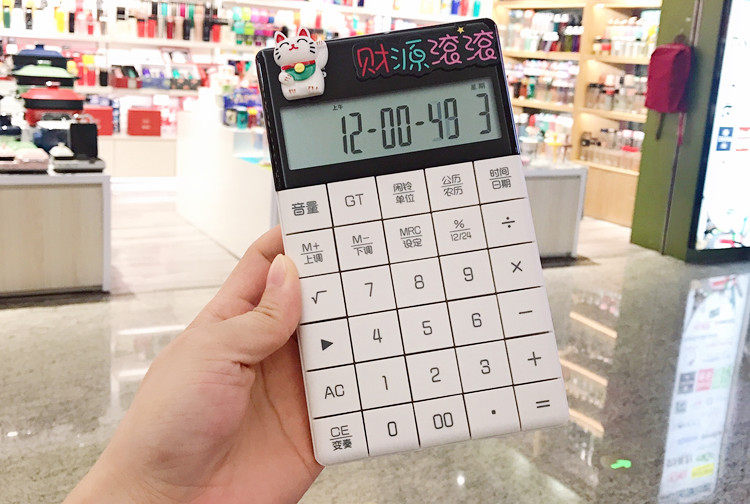 财源滚滚
上午 星期
12-00-49 3
音量 GT 闹铃 单位 公历 农历 时间 日期
M+ 上调 M- 下调 MRC 设定 % 12/24 ÷
√ 7 8 9 ×
▶ 4 5 6 −
AC 1 2 3 +
CE 变奏 0 00 · =